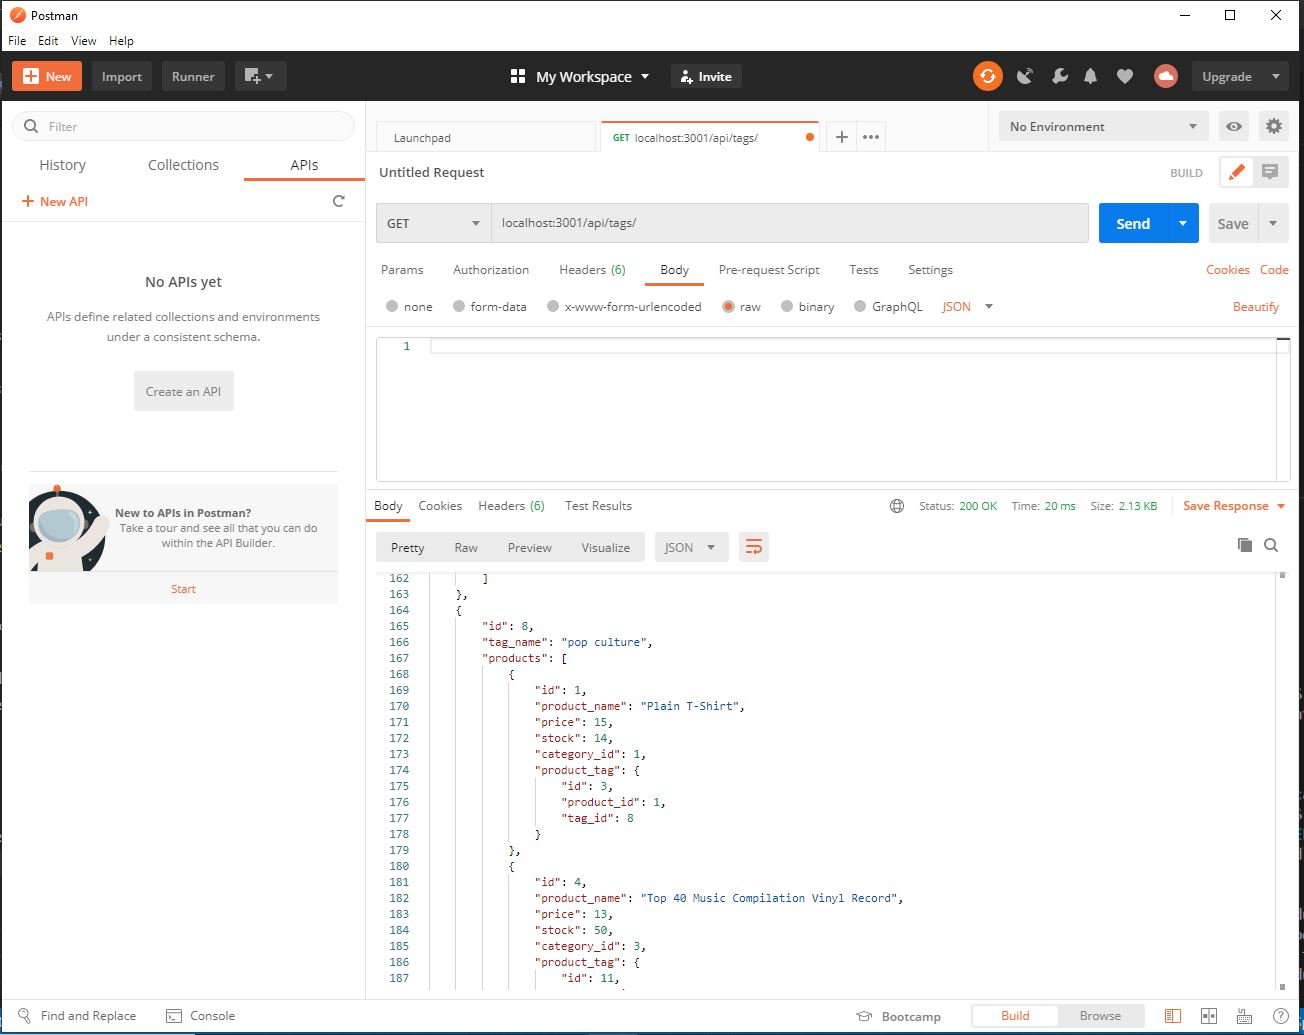 Postman
File Edit View Help
New Import Runner My Workspace Invite Upgrade
Filter
History Collections APIs
New API
No APIs yet
APIs define related collections and environments
under a consistent schema.
Create an API
New to APIs in Postman?
Take a tour and see all that you can do
within the API Builder.
Start
Launchpad GET localhost:3001/api/tags/ No Environment
Untitled Request BUILD
GET localhost:3001/api/tags/ Send Save
Params Authorization Headers (6) Body Pre-request Script Tests Settings Cookies Code
none form-data x-www-form-urlencoded raw binary GraphQL JSON Beautify
1
Body Cookies Headers (6) Test Results Status: 200 OK Time: 20 ms Size: 2.13 KB Save Response
Pretty Raw Preview Visualize JSON
162 ]
163 },
164 {
165 "id": 8,
166 "tag_name": "pop culture",
167 "products": [
168 {
169 "id": 1,
170 "product_name": "Plain T-Shirt",
171 "price": 15,
172 "stock": 14,
173 "category_id": 1,
174 "product_tag": {
175 "id": 3,
176 "product_id": 1,
177 "tag_id": 8
178 }
179 },
180 {
181 "id": 4,
182 "product_name": "Top 40 Music Compilation Vinyl Record",
183 "price": 13,
184 "stock": 50,
185 "category_id": 3,
186 "product_tag": {
187 "id": 11,
Find and Replace Console Bootcamp Build Browse